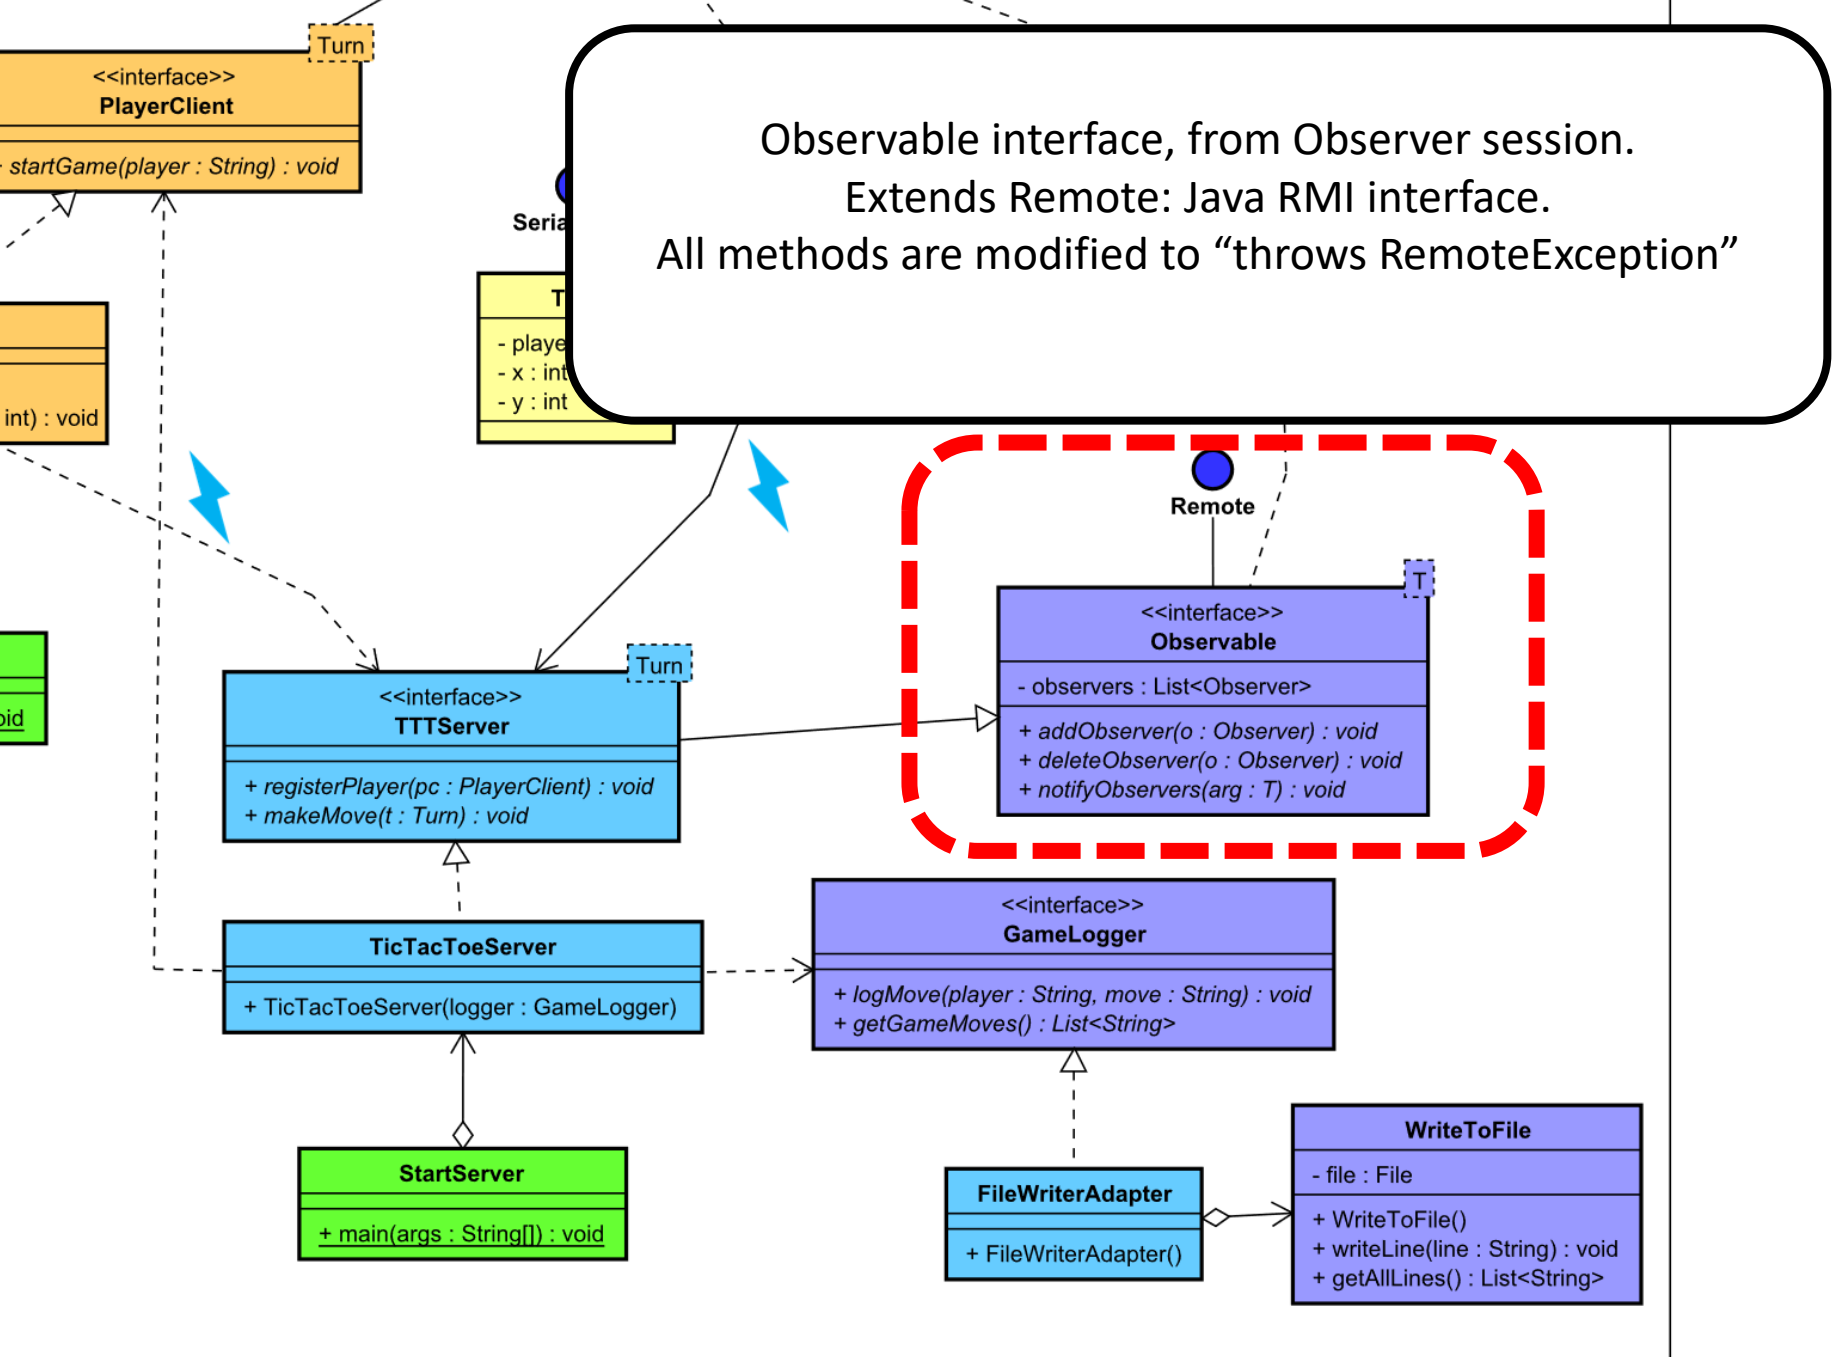 Turn
<<interface>>
PlayerClient
startGame(player : String) : void
Observable interface, from Observer session.
Extends Remote: Java RMI interface.
All methods are modified to “throws RemoteException”
- x : int
- y : int
int) : void
Remote
T
<<interface>>
Observable
- observers : List<Observer>
+ addObserver(o : Observer) : void
+ deleteObserver(o : Observer) : void
+ notifyObservers(arg : T) : void
Turn
<<interface>>
TTTServer
+ registerPlayer(pc : PlayerClient) : void
+ makeMove(t : Turn) : void
TicTacToeServer
+ TicTacToeServer(logger : GameLogger)
<<interface>>
GameLogger
+ logMove(player : String, move : String) : void
+ getGameMoves() : List<String>
StartServer
+ main(args : String[]) : void
FileWriterAdapter
+ FileWriterAdapter()
WriteToFile
- file : File
+ WriteToFile()
+ writeLine(line : String) : void
+ getAllLines() : List<String>